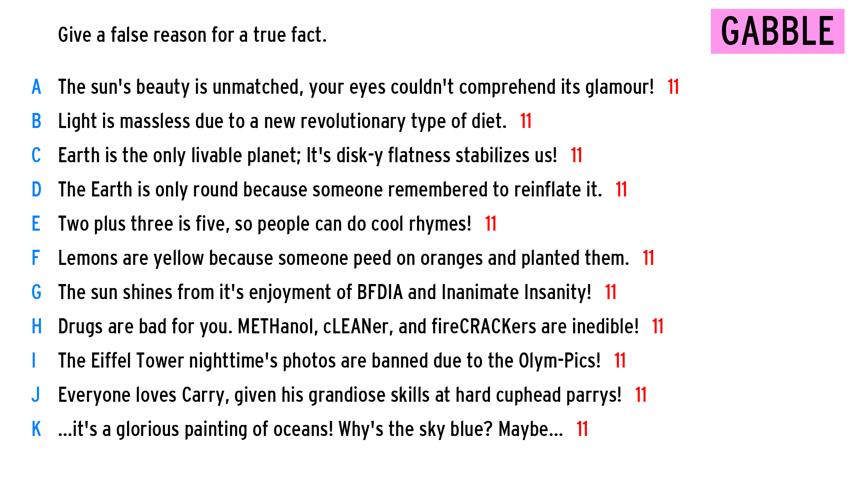 Give a false reason for a true fact.
GABBLE
A The sun's beauty is unmatched, your eyes couldn't comprehend its glamour! 11
B Light is massless due to a new revolutionary type of diet. 11
C Earth is the only livable planet; It's disk-y flatness stabilizes us! 11
D The Earth is only round because someone remembered to reinflate it. 11
E Two plus three is five, so people can do cool rhymes! 11
F Lemons are yellow because someone peed on oranges and planted them. 11
G The sun shines from it's enjoyment of BFDIA and Inanimate Insanity! 11
H Drugs are bad for you. METHanol, cLEANer, and fireCRACKers are inedible! 11
I The Eiffel Tower nighttime's photos are banned due to the Olym-Pics! 11
J Everyone loves Carry, given his grandiose skills at hard cuphead parrys! 11
K ...it's a glorious painting of oceans! Why's the sky blue? Maybe... 11